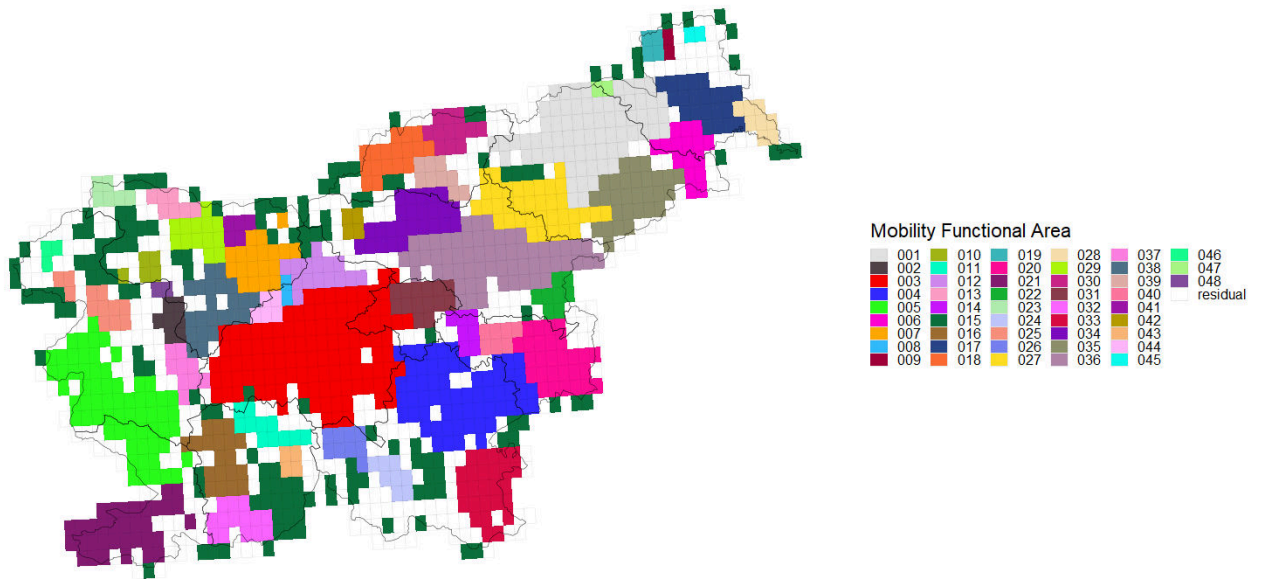 Mobility Functional Area
001 010 019 028 037 046
002 011 020 029 038 047
003 012 021 030 039 048
004 013 022 031 040 residual
005 014 023 032 041
006 015 024 033 042
007 016 025 034 043
008 017 026 035 044
009 018 027 036 045